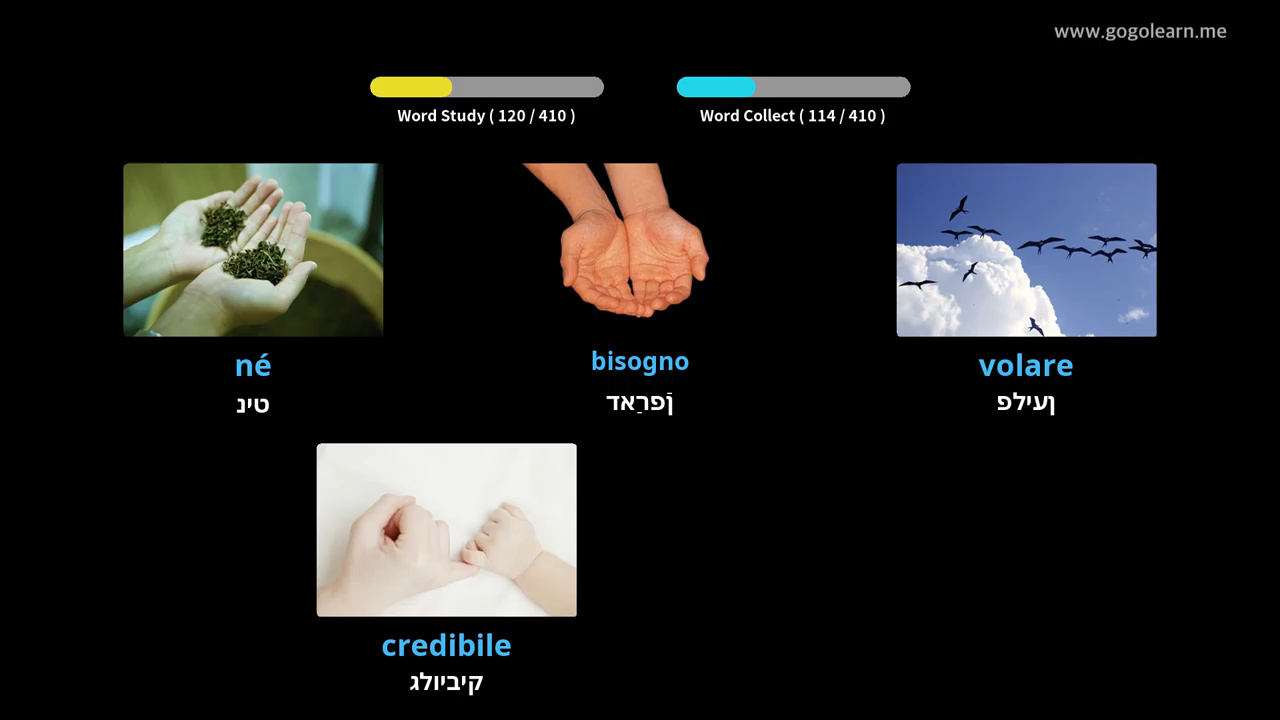 www.gogolearn.me
Word Study ( 120 / 410 )
Word Collect ( 114 / 410 )
né
bisogno
volare
טינ
ןֿפרַאד
ןעילפ
credibile
קיביולג